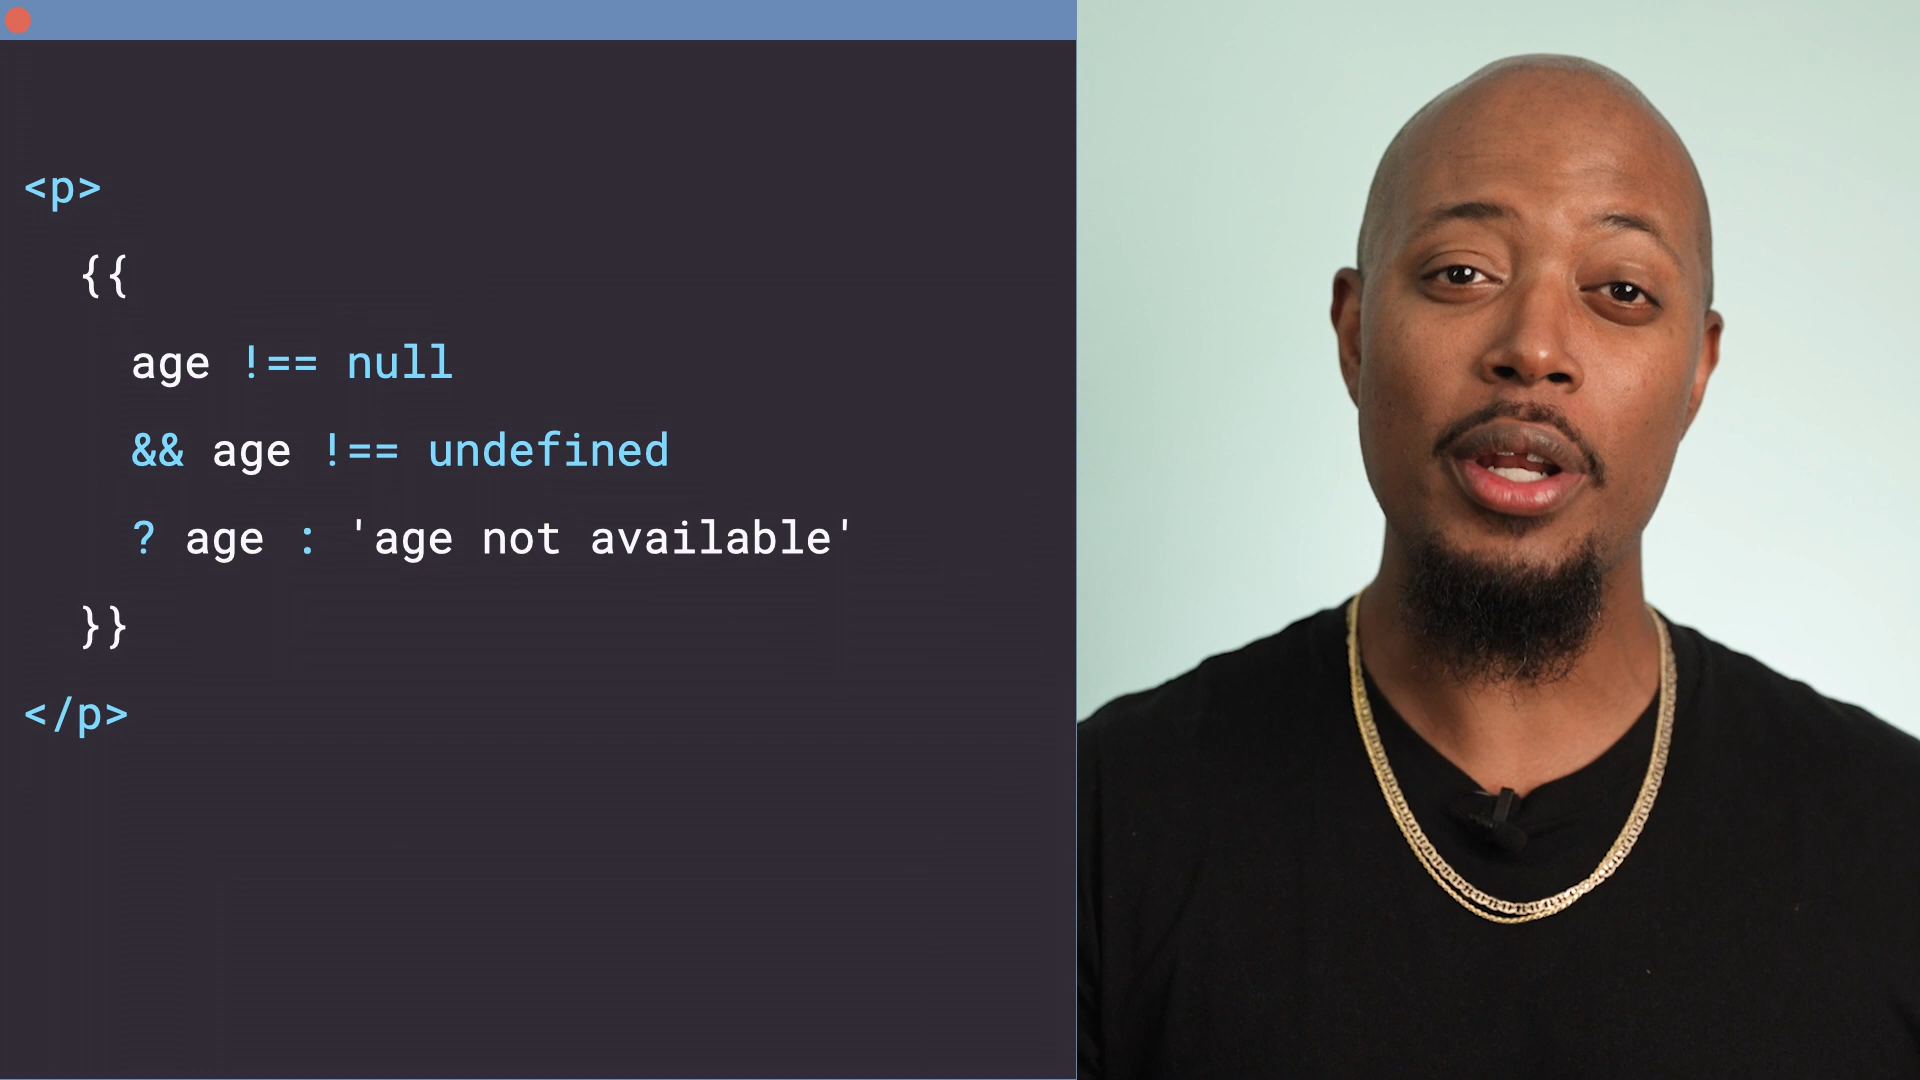 <p>
{{
age !== null
&& age !== undefined
? age : 'age not available'
}}
</p>